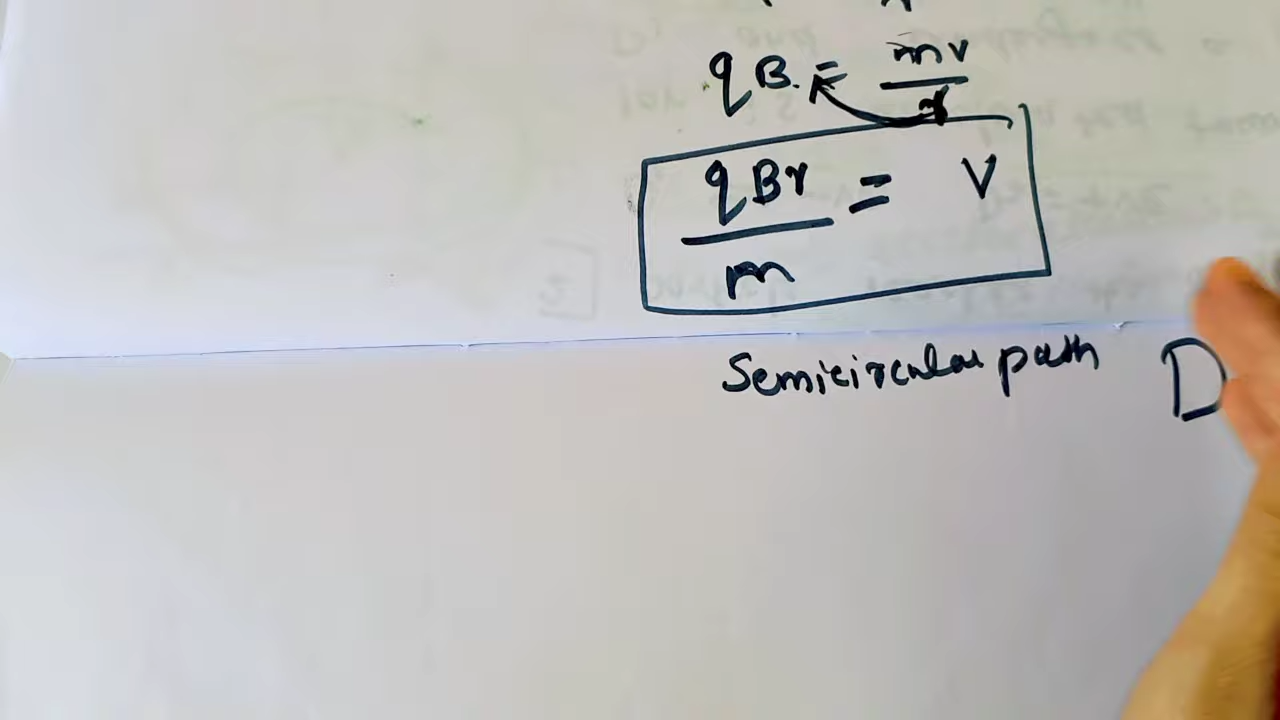 qB. = mv/r
qBr/m = v
Semicircular path D